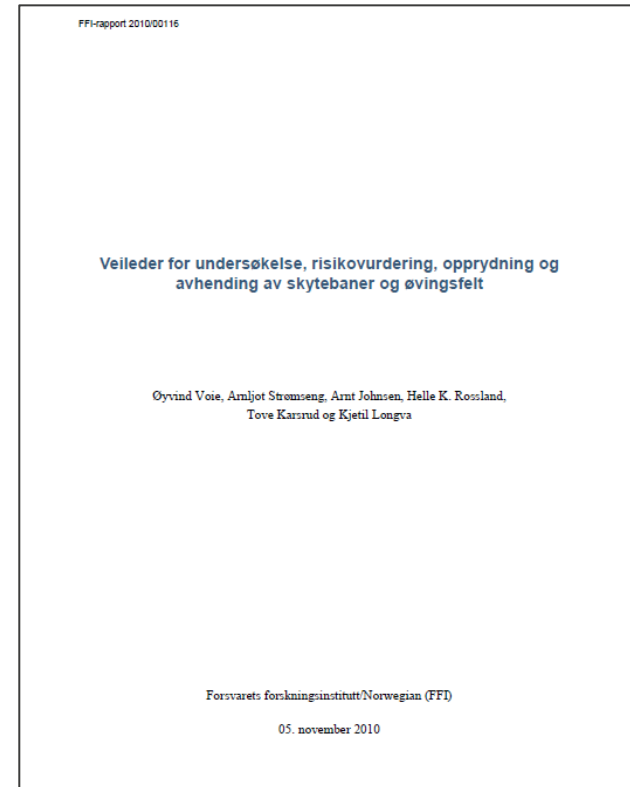 FFI-rapport 2010/00116
Veileder for undersøkelse, risikovurdering, opprydning og
avhending av skytebaner og øvingsfelt
Øyvind Voie, Arnljot Strømseng, Arnt Johnsen, Helle K. Rossland,
Tove Karsrud og Kjetil Longva
Forsvarets forskningsinstitutt/Norwegian (FFI)
05. november 2010